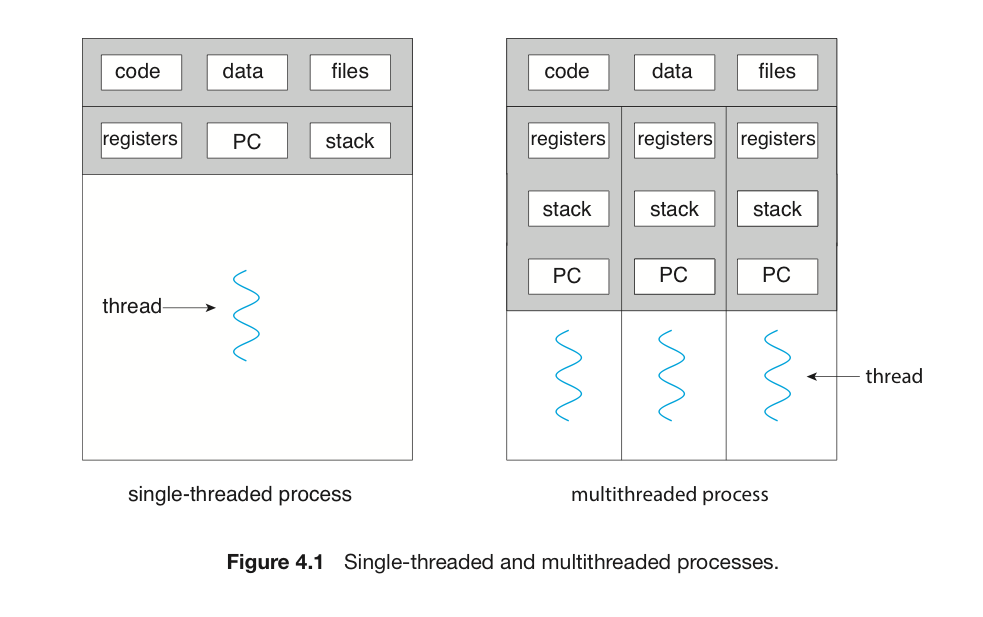 code data files
registers PC stack
thread
single-threaded process
code data files
registers registers registers
stack stack stack
PC PC PC
thread
multithreaded process
Figure 4.1 Single-threaded and multithreaded processes.